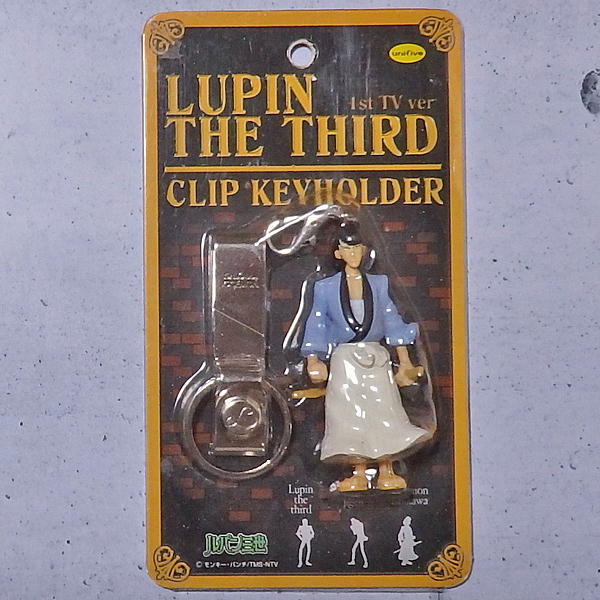 unifive
LUPIN
1st TV ver
THE THIRD
CLIP KEYHOLDER
Lupin
the
third
ルパン三世
© モンキー・パンチ/TMS・NTV